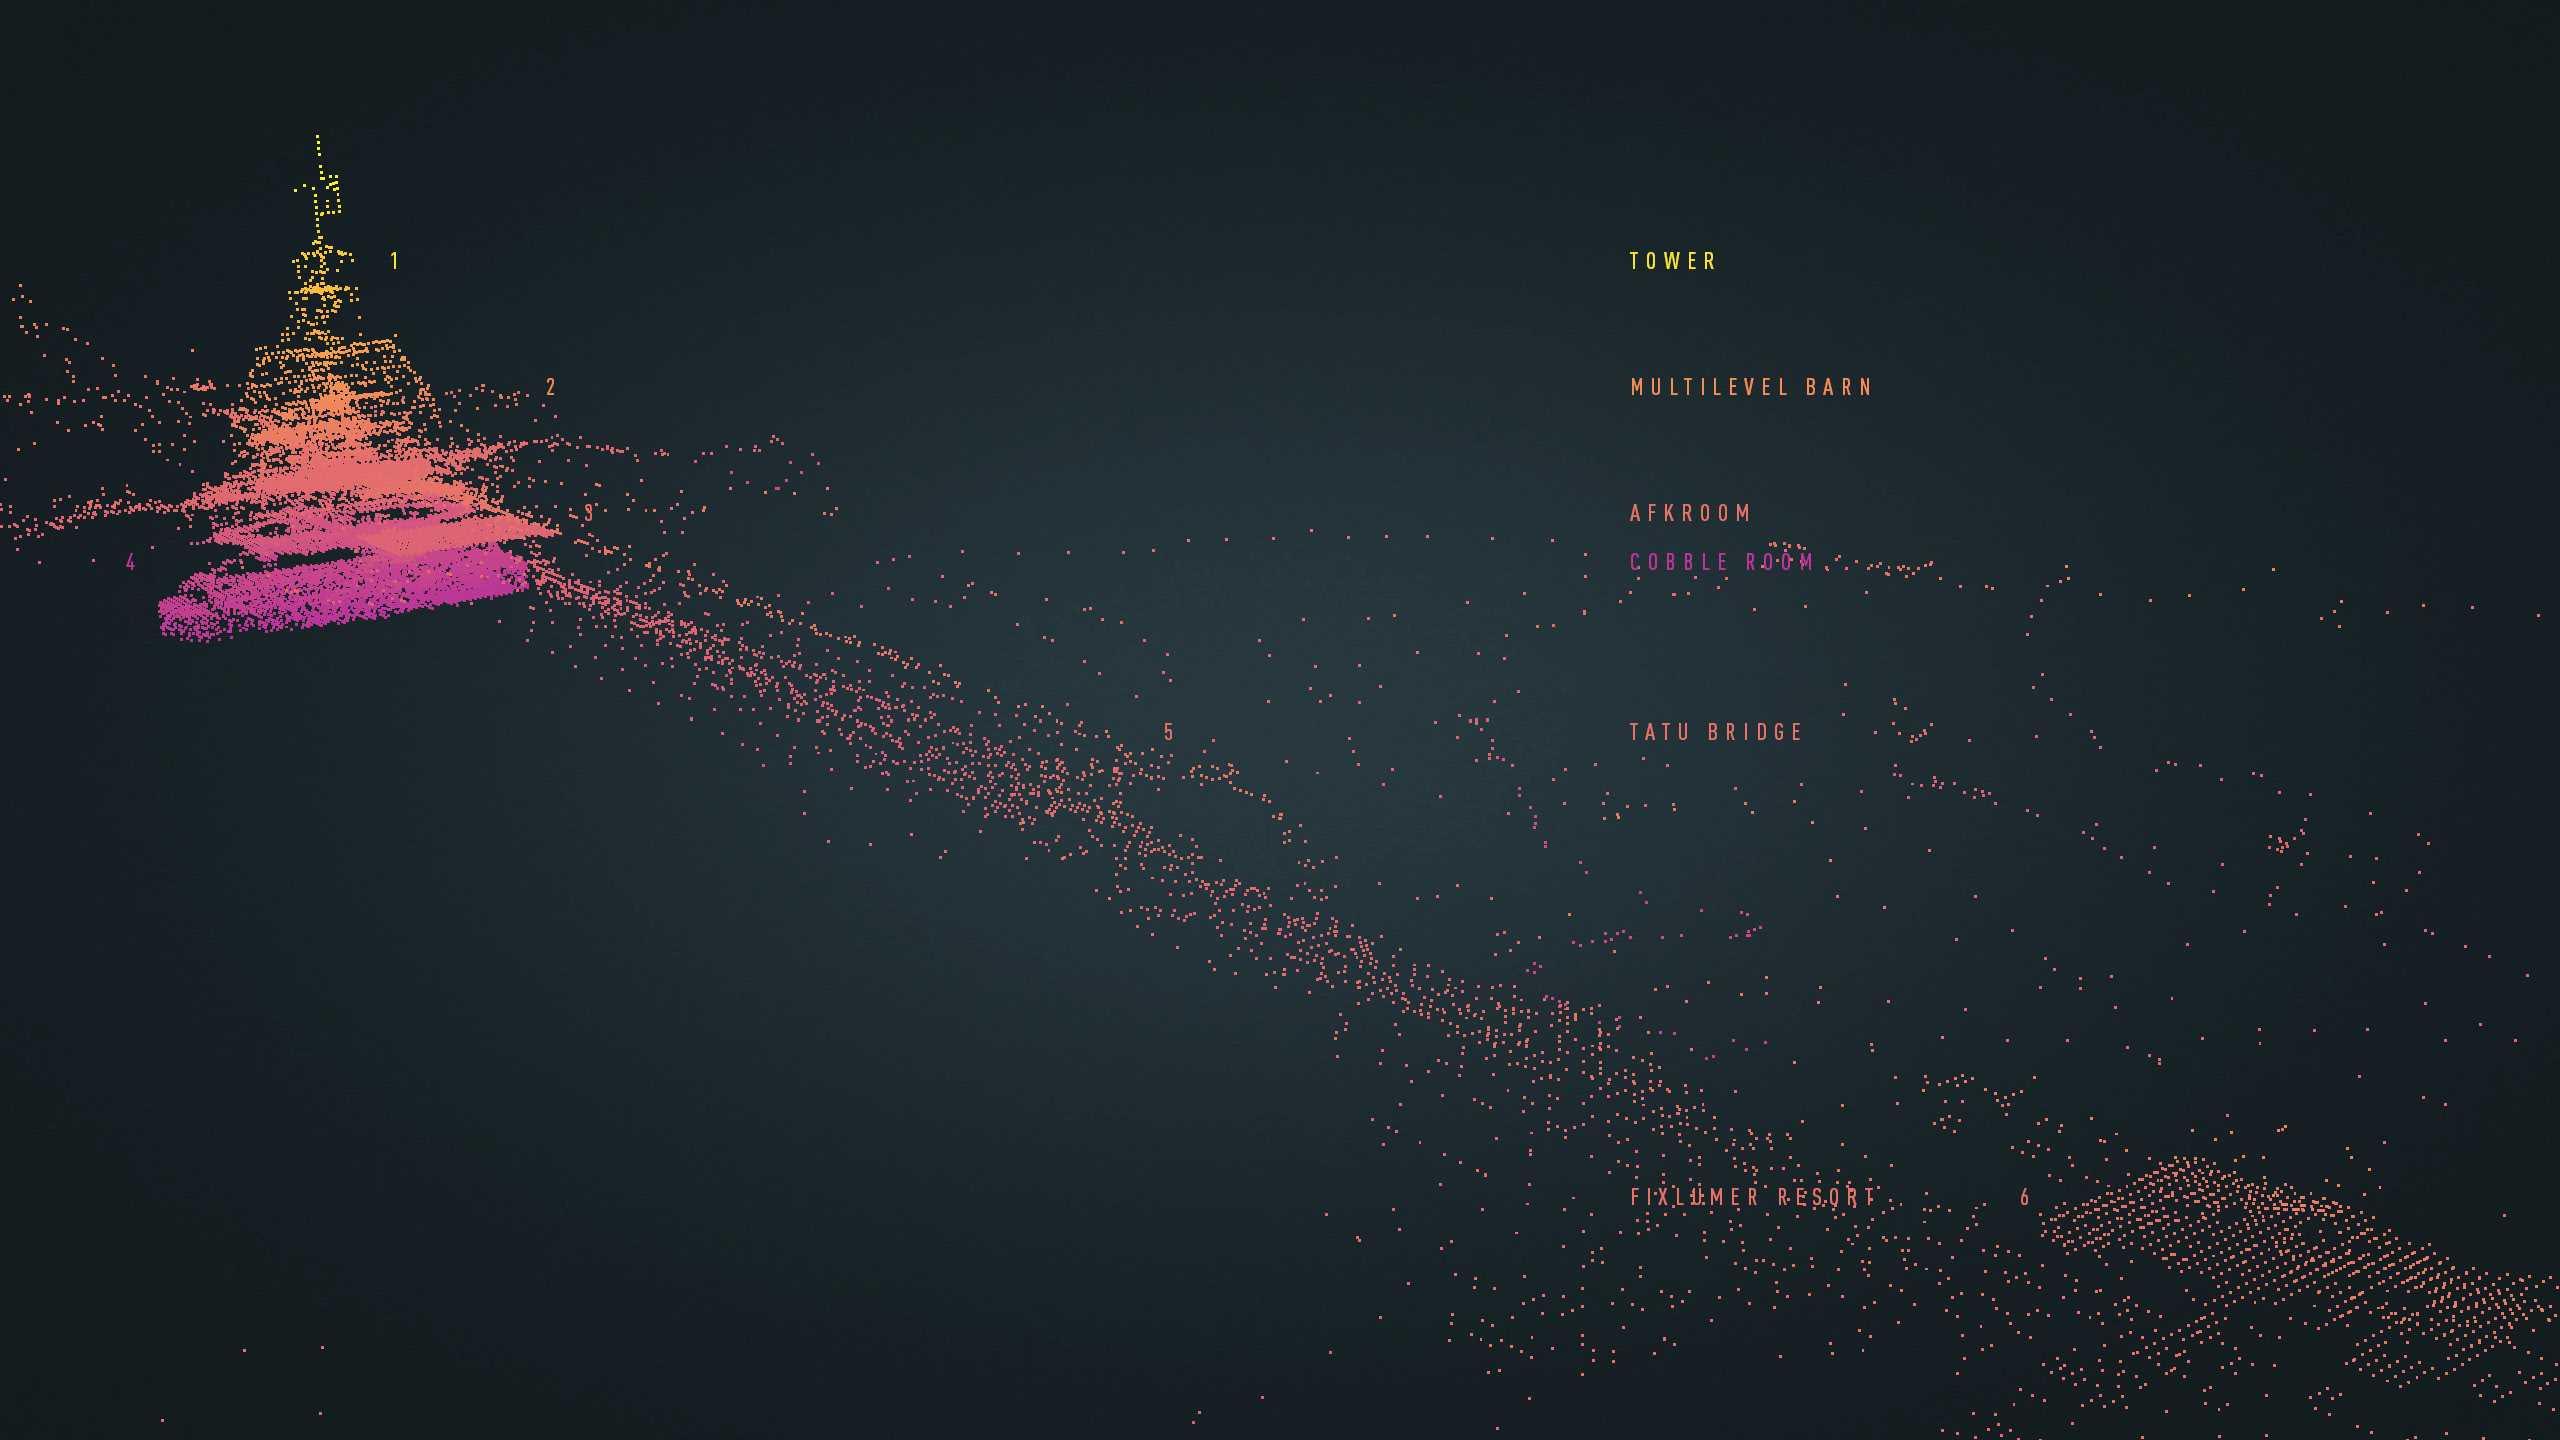 1 TOWER
2 MULTILEVEL BARN
3 AFKROOM
4 COBBLE ROOM
5 TATU BRIDGE
FIXLUMER RESORT 6